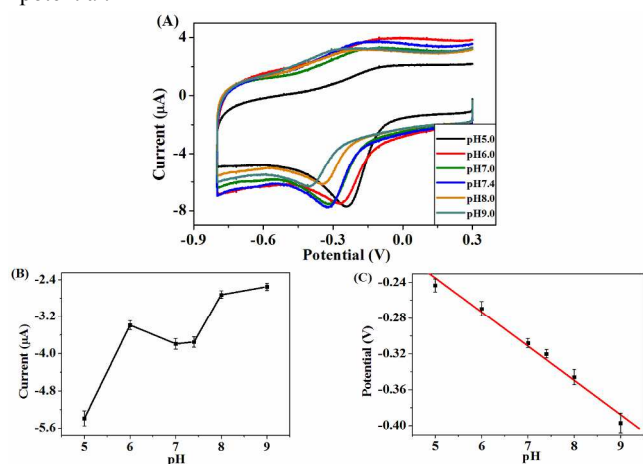 potential.
(A)
4
0
-4
-8
Current (μA)
pH5.0
pH6.0
pH7.0
pH7.4
pH8.0
pH9.0
-0.9
-0.6
-0.3
0.0
0.3
Potential (V)
(B)
-2.4
-3.2
-4.0
-4.8
-5.6
Current (μA)
5
6
7
8
9
pH
(C)
-0.24
-0.28
-0.32
-0.36
-0.40
Potential (V)
5
6
7
8
9
pH